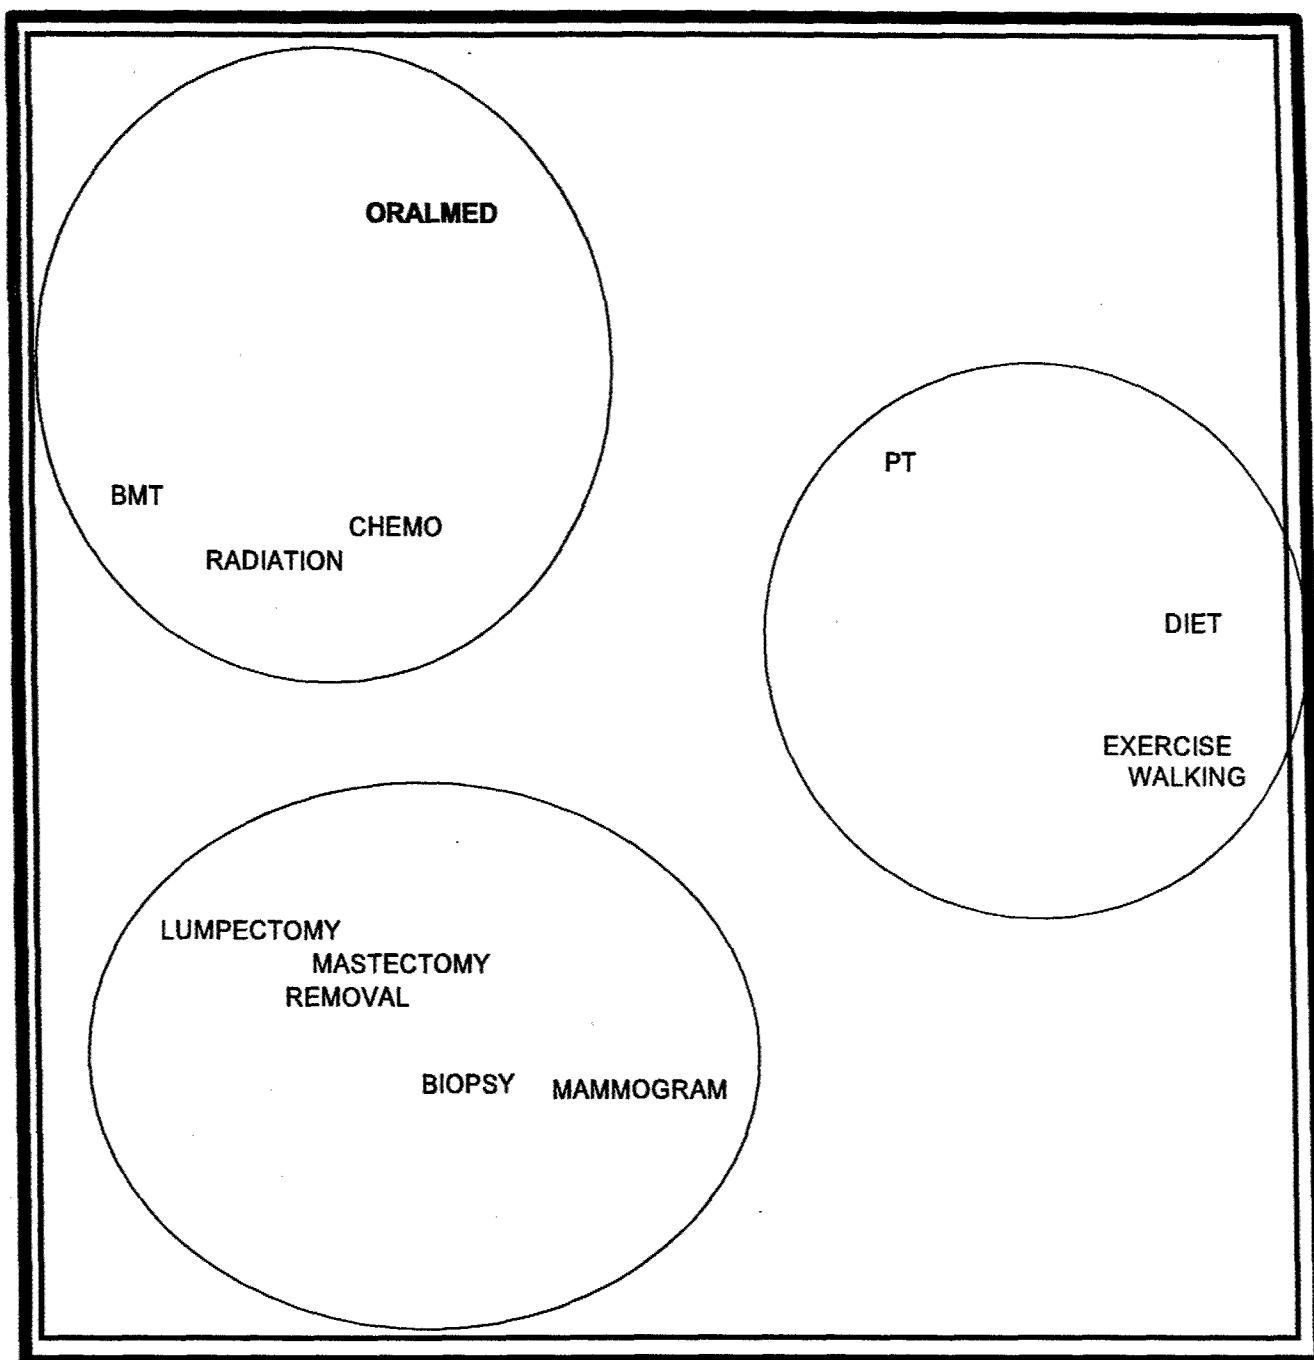 ORALMED
BMT
CHEMO
RADIATION
PT
DIET
EXERCISE
WALKING
LUMPECTOMY
MASTECTOMY
REMOVAL
BIOPSY
MAMMOGRAM